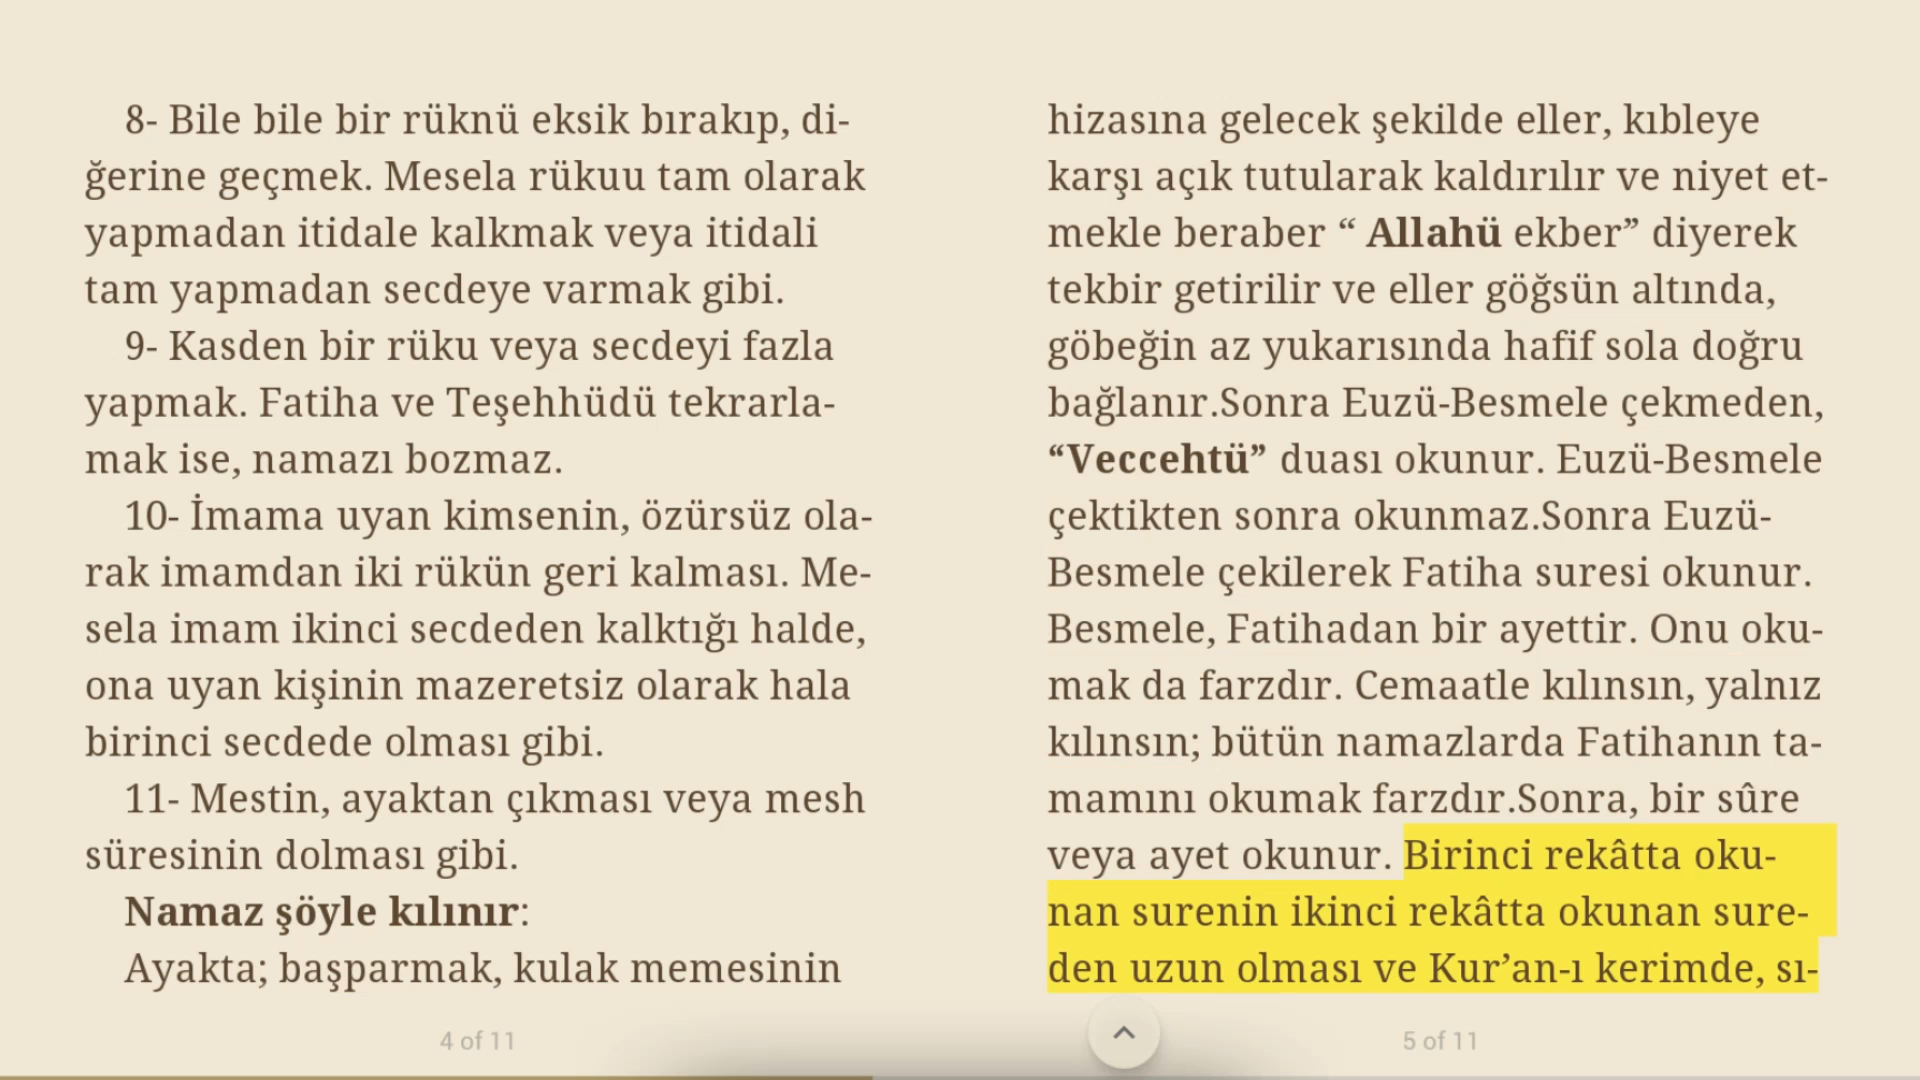 8- Bile bile bir rüknü eksik bırakıp, di-
ğerine geçmek. Mesela rükuu tam olarak
yapmadan itidale kalkmak veya itidali
tam yapmadan secdeye varmak gibi.
9- Kasden bir rüku veya secdeyi fazla
yapmak. Fatiha ve Teşehhüdü tekrarla-
mak ise, namazı bozmaz.
10- İmama uyan kimsenin, özürsüz ola-
rak imamdan iki rükün geri kalması. Me-
sela imam ikinci secdeden kalktığı halde,
ona uyan kişinin mazeretsiz olarak hala
birinci secdede olması gibi.
11- Mestin, ayaktan çıkması veya mesh
süresinin dolması gibi.
Namaz şöyle kılınır:
Ayakta; başparmak, kulak memesinin
4 of 11
hizasına gelecek şekilde eller, kıbleye
karşı açık tutularak kaldırılır ve niyet et-
mekle beraber “ Allahü ekber” diyerek
tekbir getirilir ve eller göğsün altında,
göbeğin az yukarısında hafif sola doğru
bağlanır.Sonra Euzü-Besmele çekmeden,
“Veccehtü” duası okunur. Euzü-Besmele
çektikten sonra okunmaz.Sonra Euzü-
Besmele çekilerek Fatiha suresi okunur.
Besmele, Fatihadan bir ayettir. Onu oku-
mak da farzdır. Cemaatle kılınsın, yalnız
kılınsın; bütün namazlarda Fatihanın ta-
mamını okumak farzdır.Sonra, bir sûre
veya ayet okunur. Birinci rekâtta oku-
nan surenin ikinci rekâtta okunan sure-
den uzun olması ve Kur’an-ı kerimde, sı-
5 of 11